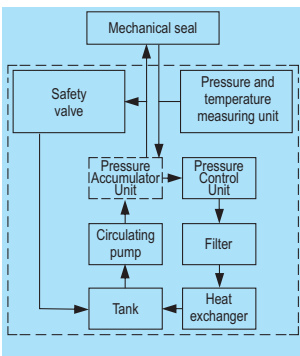 Mechanical seal
Safety
valve
Pressure and
temperature
measuring unit
Pressure
Accumulator
Unit
Pressure
Control
Unit
Circulating
pump
Filter
Tank
Heat
exchanger